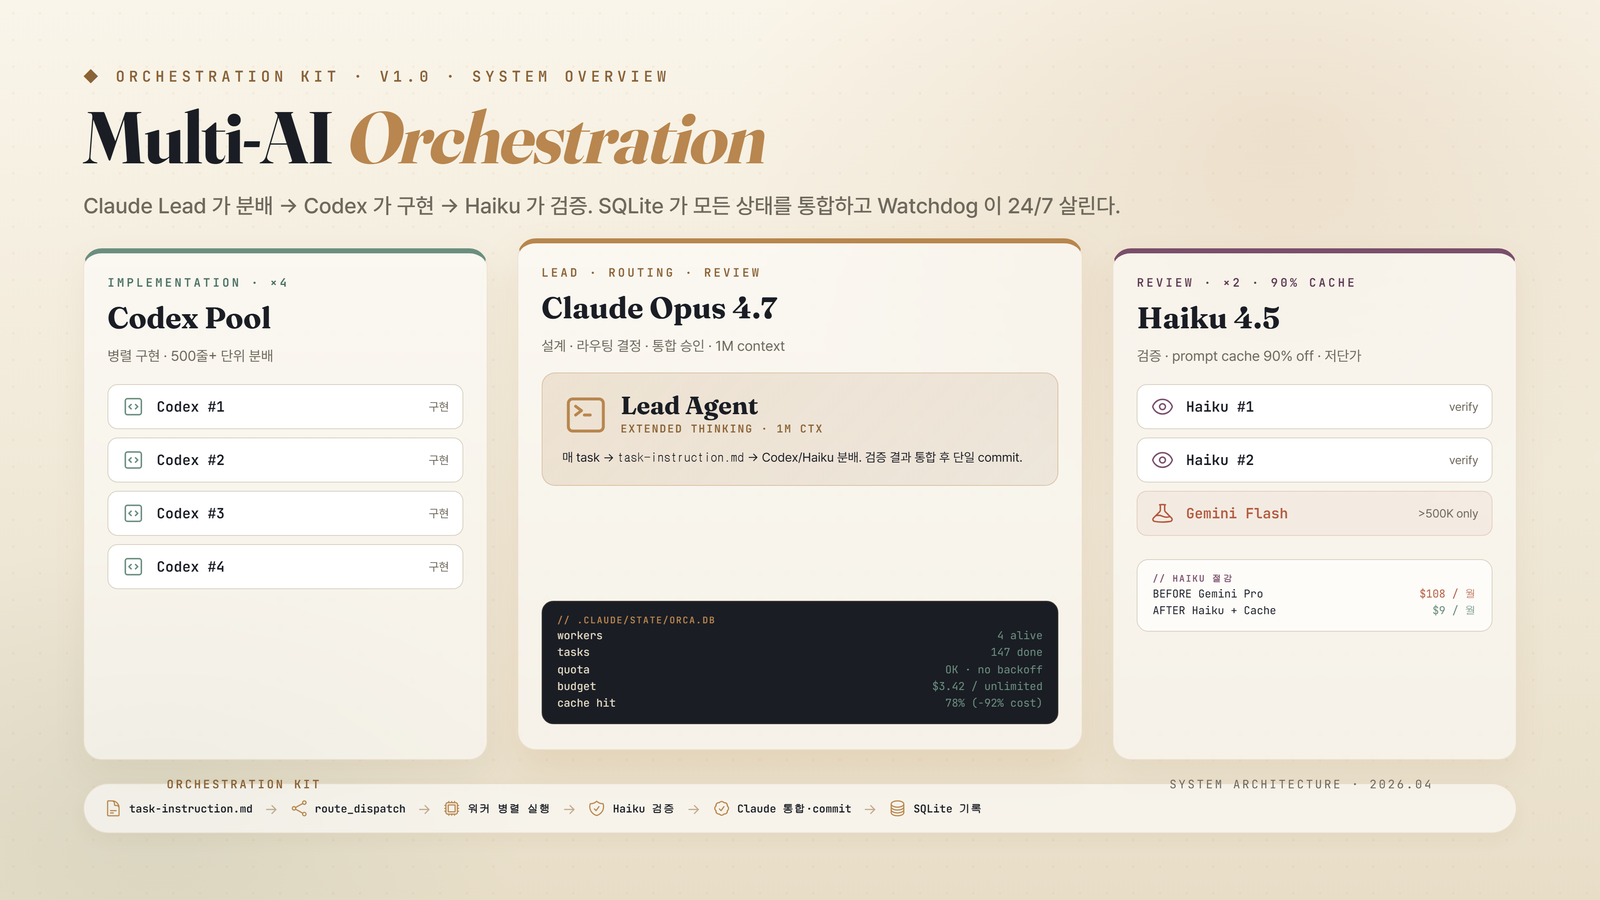 ◆ ORCHESTRATION KIT · V1.0 · SYSTEM OVERVIEW
Multi-AI Orchestration
Claude Lead 가 분배 → Codex 가 구현 → Haiku 가 검증. SQLite 가 모든 상태를 통합하고 Watchdog 이 24/7 살린다.
IMPLEMENTATION · ×4
Codex Pool
병렬 구현 · 500줄+ 단위 분배
Codex #1 구현
Codex #2 구현
Codex #3 구현
Codex #4 구현
LEAD · ROUTING · REVIEW
Claude Opus 4.7
설계 · 라우팅 결정 · 통합 승인 · 1M context
Lead Agent
EXTENDED THINKING · 1M CTX
매 task → task-instruction.md → Codex/Haiku 분배. 검증 결과 통합 후 단일 commit.
// .CLAUDE/STATE/ORCA.DB
workers 4 alive
tasks 147 done
quota OK · no backoff
budget $3.42 / unlimited
cache hit 78% (-92% cost)
REVIEW · ×2 · 90% CACHE
Haiku 4.5
검증 · prompt cache 90% off · 저단가
Haiku #1 verify
Haiku #2 verify
Gemini Flash >500K only
// HAIKU 절감
BEFORE Gemini Pro $108 / 월
AFTER Haiku + Cache $9 / 월
ORCHESTRATION KIT
SYSTEM ARCHITECTURE · 2026.04
task-instruction.md → route_dispatch → 워커 병렬 실행 → Haiku 검증 → Claude 통합·commit → SQLite 기록